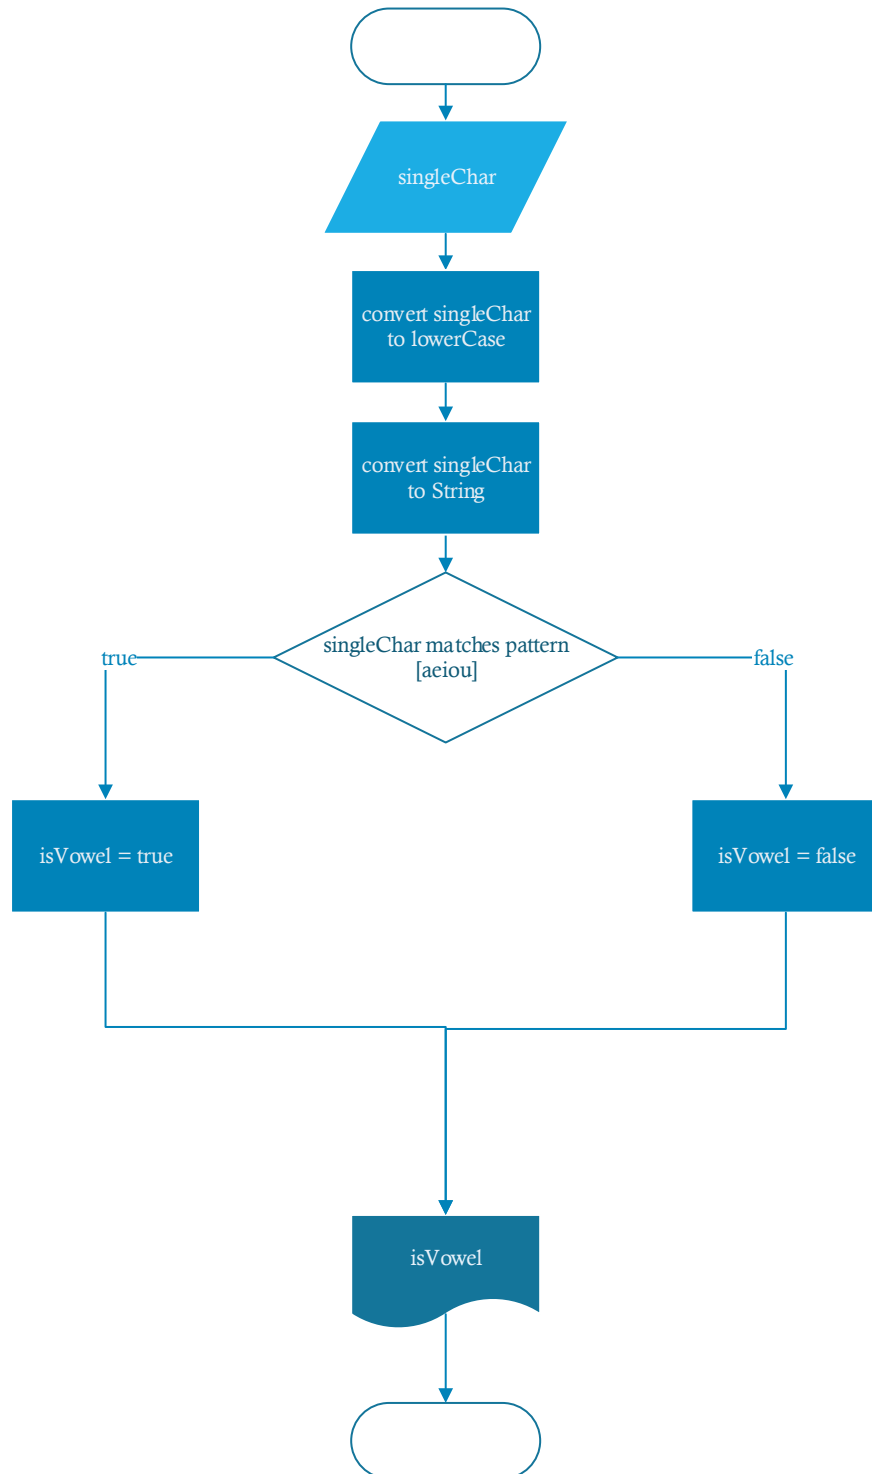 singleChar
convert singleChar
to lowerCase
convert singleChar
to String
singleChar matches pattern
[aeiou]
true
false
isVowel = true
isVowel = false
isVowel